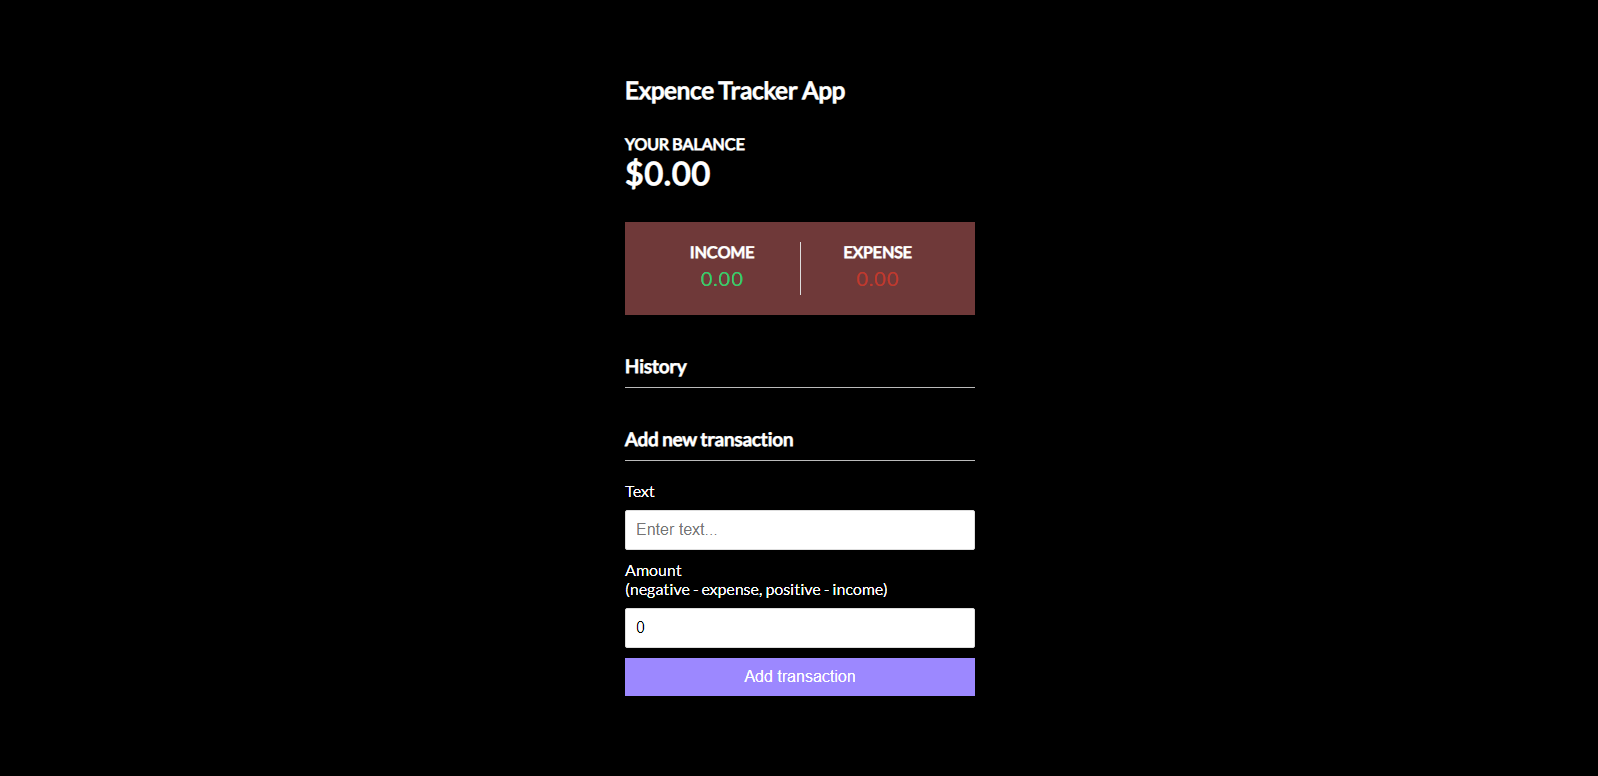 Expence Tracker App
YOUR BALANCE
$0.00
INCOME EXPENSE
0.00 0.00
History
Add new transaction
Text
Enter text...
Amount
(negative - expense, positive - income)
0
Add transaction